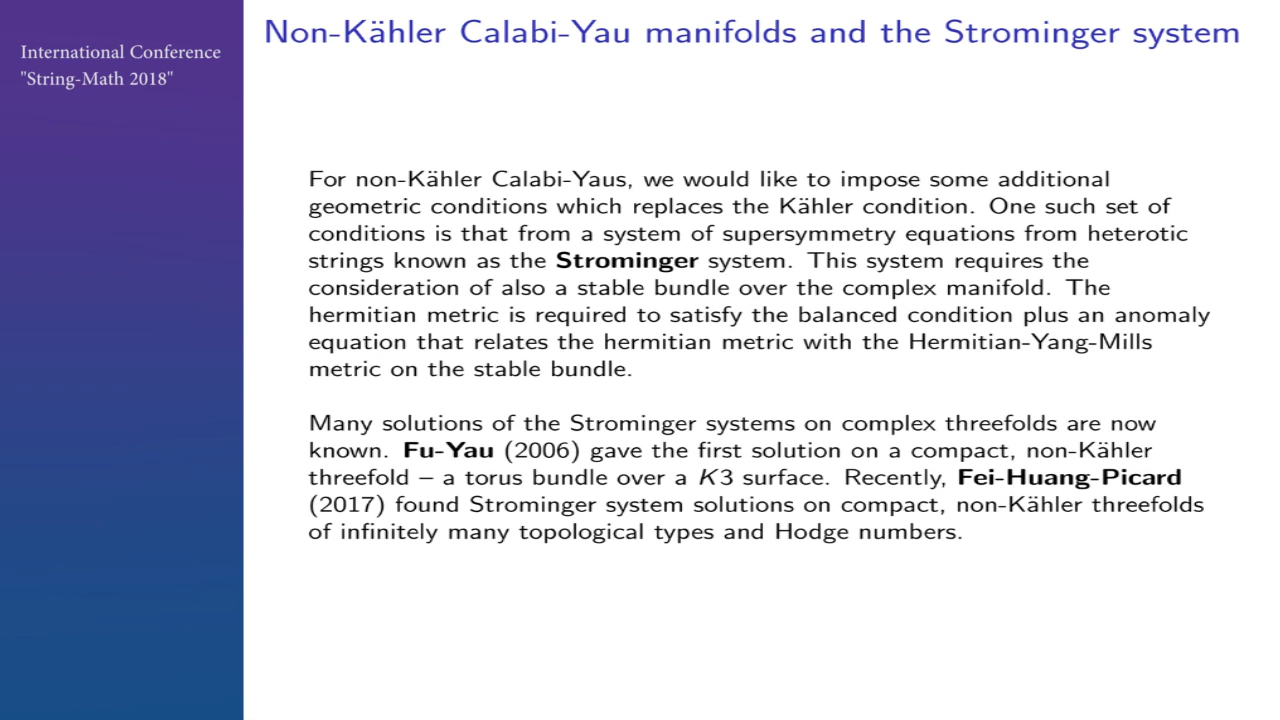 International Conference
"String-Math 2018"
Non-Kähler Calabi-Yau manifolds and the Strominger system
For non-Kähler Calabi-Yaus, we would like to impose some additional
geometric conditions which replaces the Kähler condition. One such set of
conditions is that from a system of supersymmetry equations from heterotic
strings known as the Strominger system. This system requires the
consideration of also a stable bundle over the complex manifold. The
hermitian metric is required to satisfy the balanced condition plus an anomaly
equation that relates the hermitian metric with the Hermitian-Yang-Mills
metric on the stable bundle.
Many solutions of the Strominger systems on complex threefolds are now
known. Fu-Yau (2006) gave the first solution on a compact, non-Kähler
threefold – a torus bundle over a K3 surface. Recently, Fei-Huang-Picard
(2017) found Strominger system solutions on compact, non-Kähler threefolds
of infinitely many topological types and Hodge numbers.